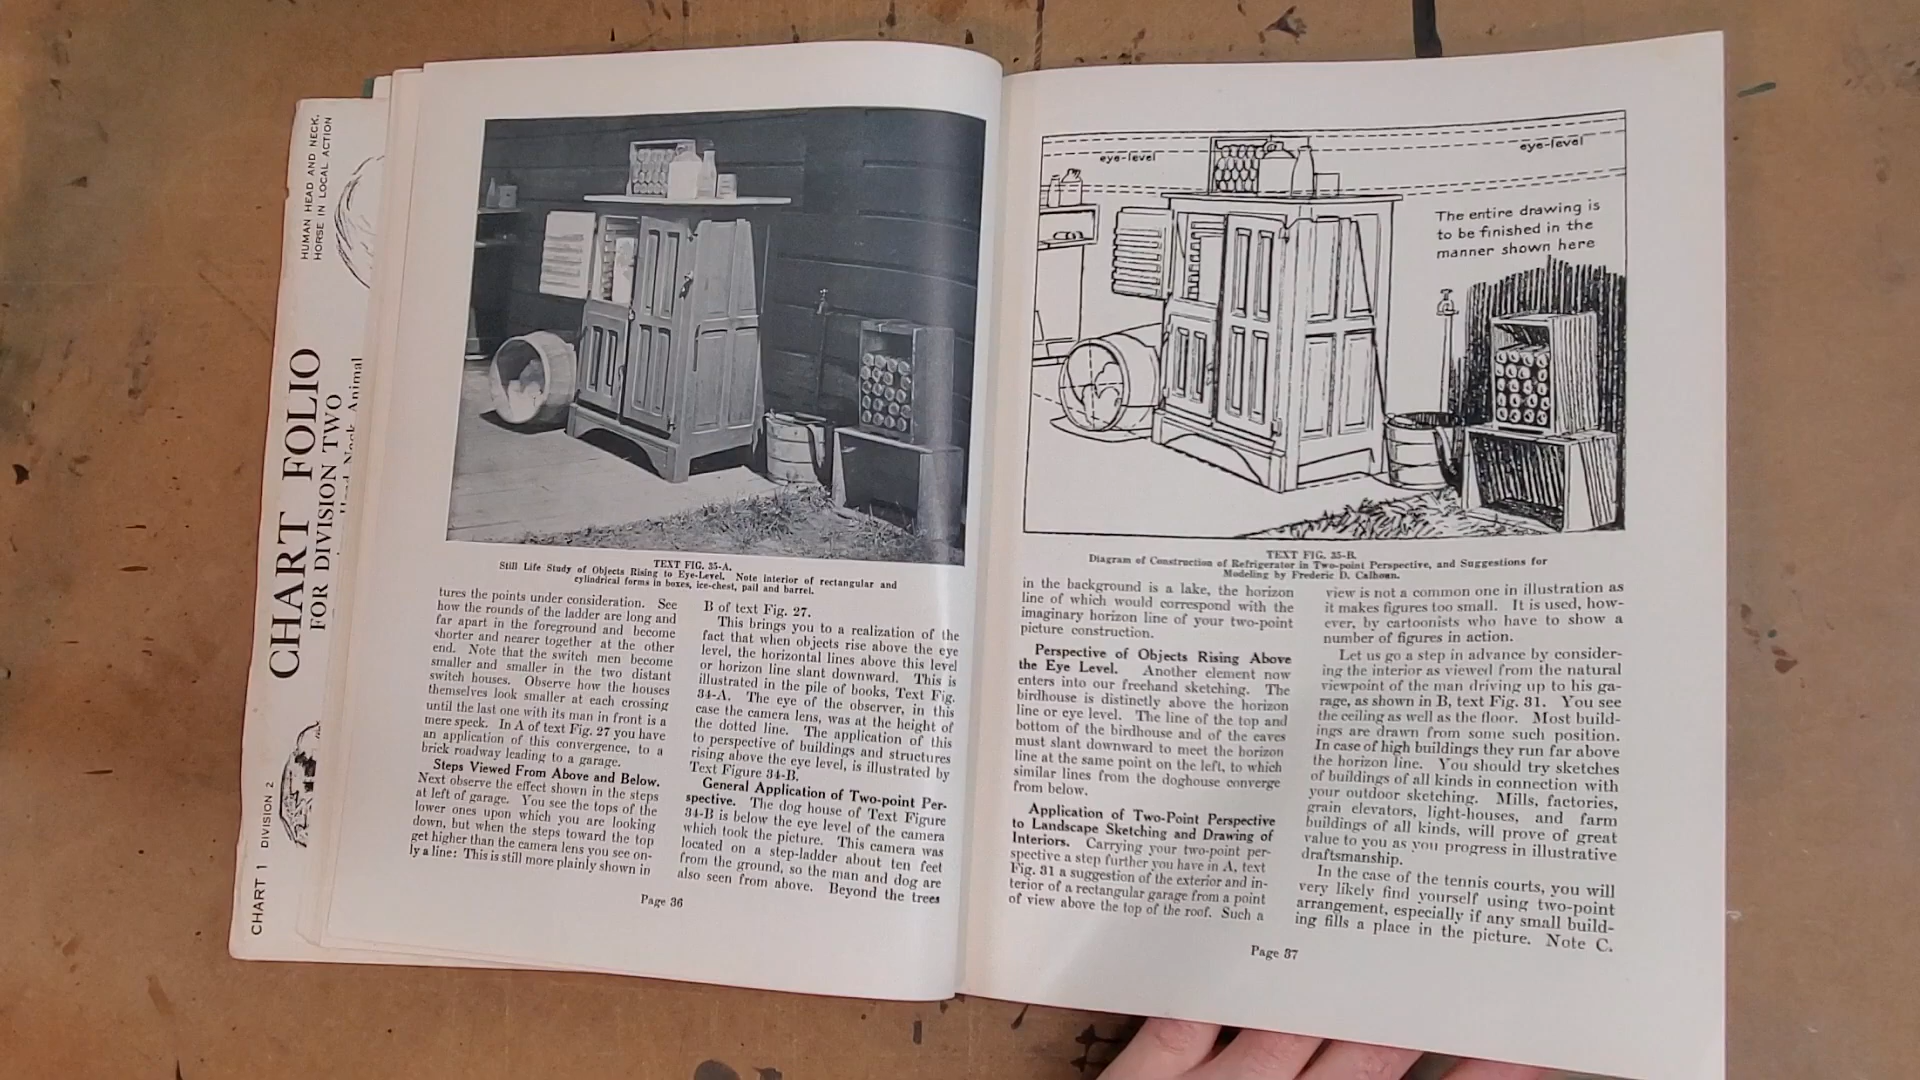 HUMAN HEAD AND NECK,
HORSE IN LOCAL ACTION
CHART FOLIO
FOR DIVISION TWO
Head Neck Animal
CHART 1 DIVISION 2
TEXT FIG. 35-A.
Still Life Study of Objects Rising to Eye-Level. Note interior of rectangular and
cylindrical forms in boxes, ice-chest, pail and barrel.
tures the points under consideration. See
how the rounds of the ladder are long and
far apart in the foreground and become
shorter and nearer together at the other
end. Note that the switch men become
smaller and smaller in the two distant
switch houses. Observe how the houses
themselves look smaller at each crossing
until the last one with its man in front is a
mere speck. In A of text Fig. 27 you have
an application of this convergence, to a
brick roadway leading to a garage.
Steps Viewed From Above and Below.
Next observe the effect shown in the steps
at left of garage. You see the tops of the
lower ones upon which you are looking
down, but when the steps toward the top
get higher than the camera lens you see on-
ly a line: This is still more plainly shown in
B of text Fig. 27.
This brings you to a realization of the
fact that when objects rise above the eye
level, the horizontal lines above this level
or horizon line slant downward. This is
illustrated in the pile of books, Text Fig.
34-A. The eye of the observer, in this
case the camera lens, was at the height of
the dotted line. The application of this
to perspective of buildings and structures
rising above the eye level, is illustrated by
Text Figure 34-B.
General Application of Two-point Per-
spective. The dog house of Text Figure
34-B is below the eye level of the camera
which took the picture. This camera was
located on a step-ladder about ten feet
from the ground, so the man and dog are
also seen from above. Beyond the trees
Page 36
eye-level
eye-level
The entire drawing is
to be finished in the
manner shown here
TEXT FIG. 35-B.
Diagram of Construction of Refrigerator in Two-point Perspective, and Suggestions for
Modeling by Frederic D. Calhoun.
in the background is a lake, the horizon
line of which would correspond with the
imaginary horizon line of your two-point
picture construction.
Perspective of Objects Rising Above
the Eye Level. Another element now
enters into our freehand sketching. The
birdhouse is distinctly above the horizon
line or eye level. The line of the top and
bottom of the birdhouse and of the eaves
must slant downward to meet the horizon
line at the same point on the left, to which
similar lines from the doghouse converge
from below.
Application of Two-Point Perspective
to Landscape Sketching and Drawing of
Interiors. Carrying your two-point per-
spective a step further you have in A, text
Fig. 31 a suggestion of the exterior and in-
terior of a rectangular garage from a point
of view above the top of the roof. Such a
view is not a common one in illustration as
it makes figures too small. It is used, how-
ever, by cartoonists who have to show a
number of figures in action.
Let us go a step in advance by consider-
ing the interior as viewed from the natural
viewpoint of the man driving up to his ga-
rage, as shown in B, text Fig. 31. You see
the ceiling as well as the floor. Most build-
ings are drawn from some such position.
In case of high buildings they run far above
the horizon line. You should try sketches
of buildings of all kinds in connection with
your outdoor sketching. Mills, factories,
grain elevators, light-houses, and farm
buildings of all kinds, will prove of great
value to you as you progress in illustrative
draftsmanship.
In the case of the tennis courts, you will
very likely find yourself using two-point
arrangement, especially if any small build-
ing fills a place in the picture. Note C.
Page 37